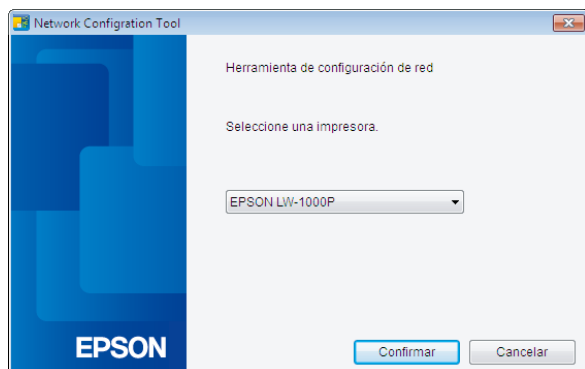 Network Configration Tool
Herramienta de configuración de red
Seleccione una impresora.
EPSON LW-1000P
EPSON
Confirmar Cancelar